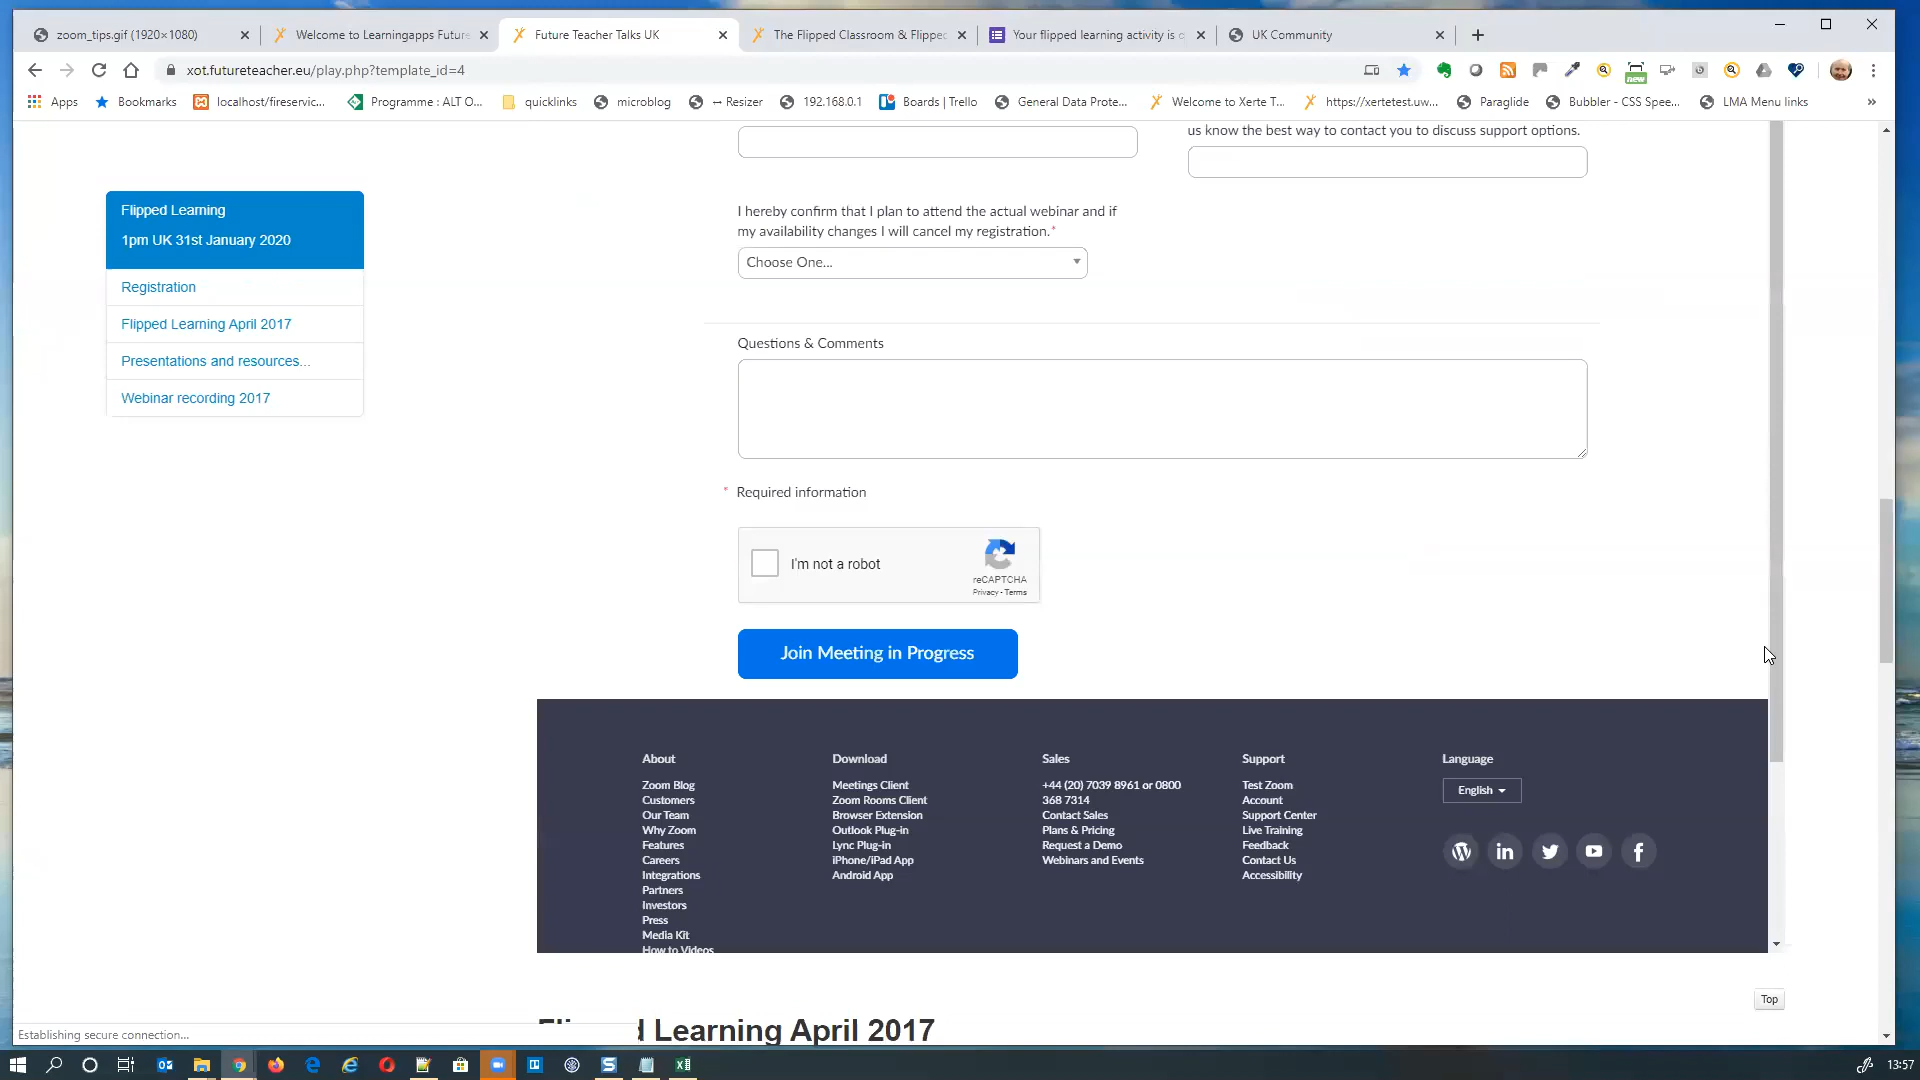 zoom_tips.gif (1920×1080)
Welcome to Learningapps Future
Future Teacher Talks UK
The Flipped Classroom & Flipped
Your flipped learning activity is
UK Community
xot.futureteacher.eu/play.php?template_id=4
new
Apps
Bookmarks
localhost/fireservic...
Programme : ALT O...
quicklinks
microblog
↔ Resizer
192.168.0.1
Boards | Trello
General Data Prote...
Welcome to Xerte T...
https://xertetest.uw...
Paraglide
Bubbler - CSS Spee...
LMA Menu links
»
us know the best way to contact you to discuss support options.
Flipped Learning
1pm UK 31st January 2020
Registration
Flipped Learning April 2017
Presentations and resources...
Webinar recording 2017
I hereby confirm that I plan to attend the actual webinar and if
my availability changes I will cancel my registration.*
Choose One...
Questions & Comments
* Required information
I'm not a robot
reCAPTCHA
Privacy - Terms
Join Meeting in Progress
About
Zoom Blog
Customers
Our Team
Why Zoom
Features
Careers
Integrations
Partners
Investors
Press
Media Kit
How to Videos
Download
Meetings Client
Zoom Rooms Client
Browser Extension
Outlook Plug-in
Lync Plug-in
iPhone/iPad App
Android App
Sales
+44 (20) 7039 8961 or 0800
368 7314
Contact Sales
Plans & Pricing
Request a Demo
Webinars and Events
Support
Test Zoom
Account
Support Center
Live Training
Feedback
Contact Us
Accessibility
Language
English
Top
Flipped Learning April 2017
Establishing secure connection...
13:57